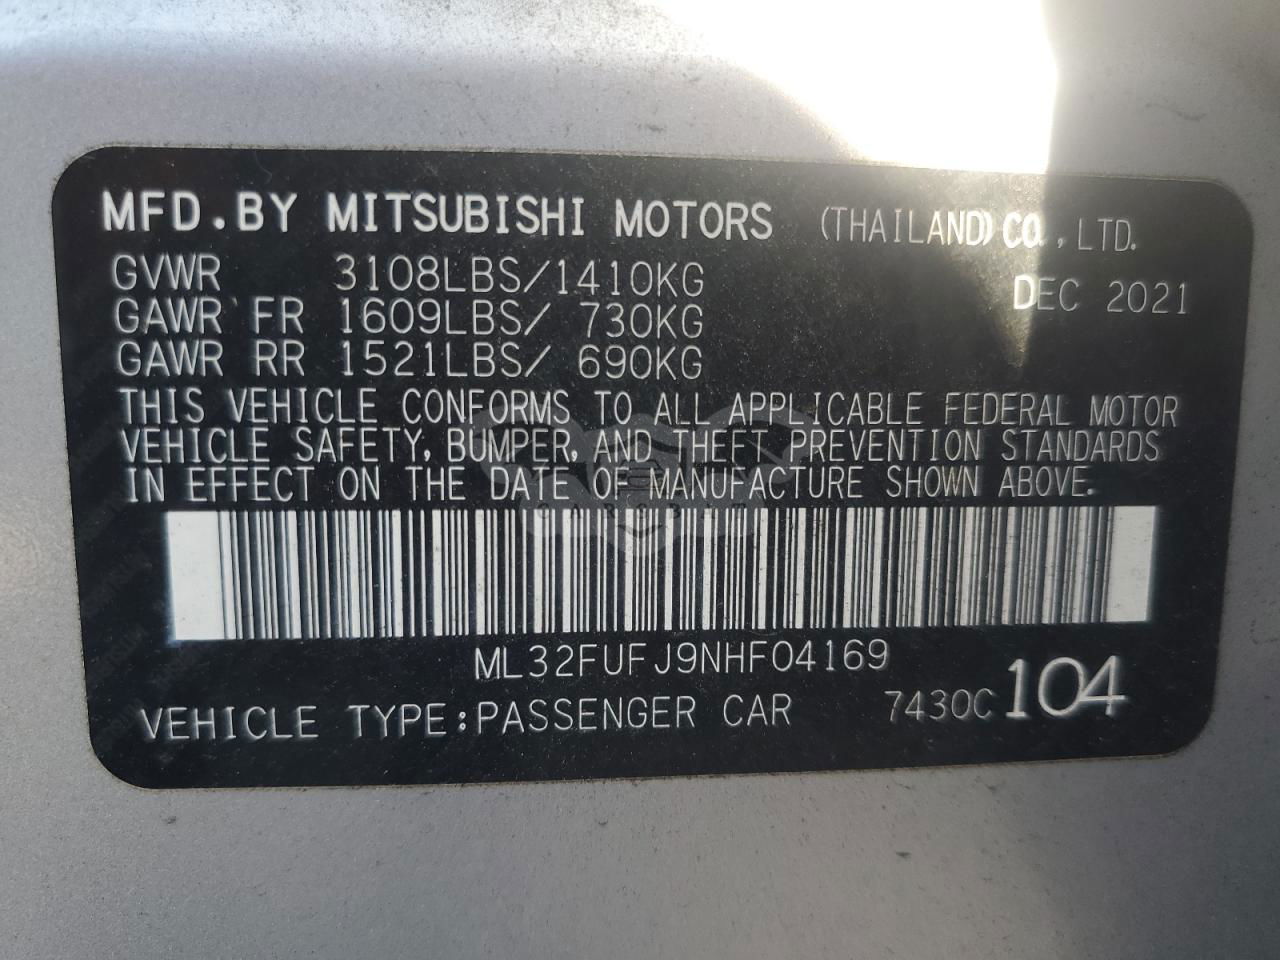 MFD.BY MITSUBISHI MOTORS (THAILAND) CO., LTD.
GVWR 3108LBS/1410KG DEC 2021
GAWR FR 1609LBS/ 730KG
GAWR RR 1521LBS/ 690KG
THIS VEHICLE CONFORMS TO ALL APPLICABLE FEDERAL MOTOR
VEHICLE SAFETY, BUMPER, AND THEFT PREVENTION STANDARDS
IN EFFECT ON THE DATE OF MANUFACTURE SHOWN ABOVE.
ML32FUFJ9NHF04169
7430C 104
VEHICLE TYPE:PASSENGER CAR